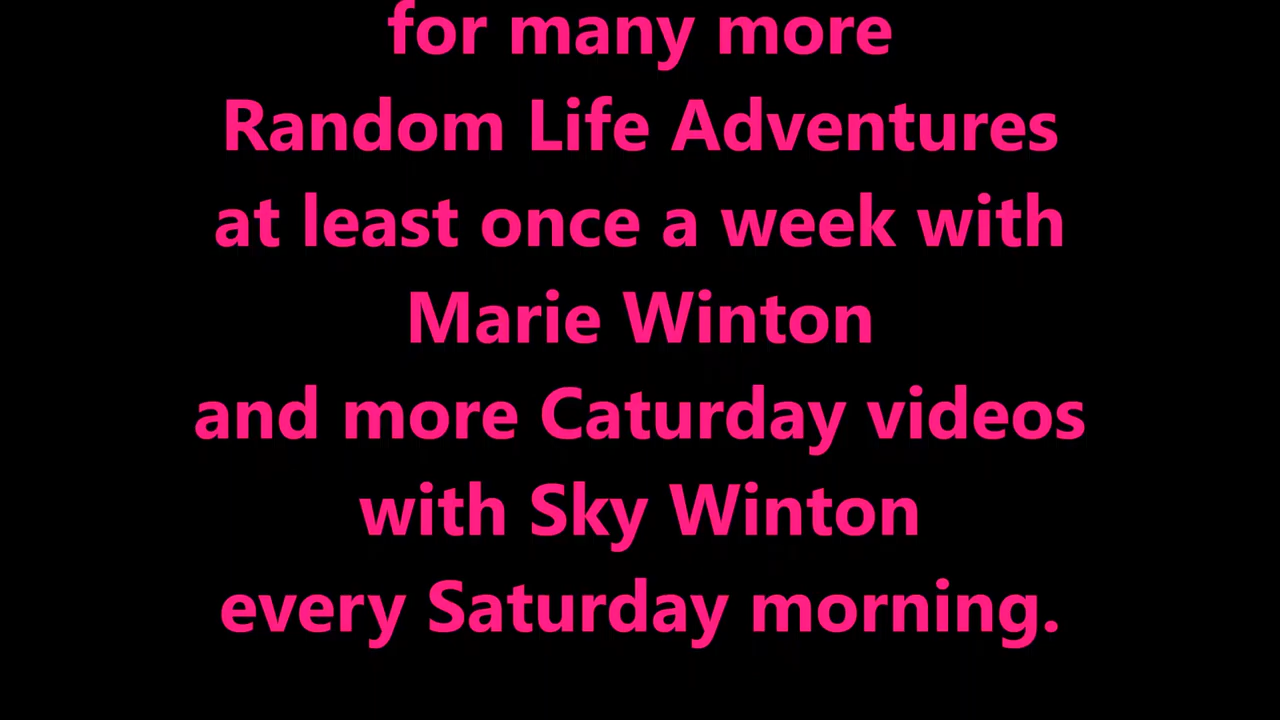 for many more
Random Life Adventures
at least once a week with
Marie Winton
and more Caturday videos
with Sky Winton
every Saturday morning.